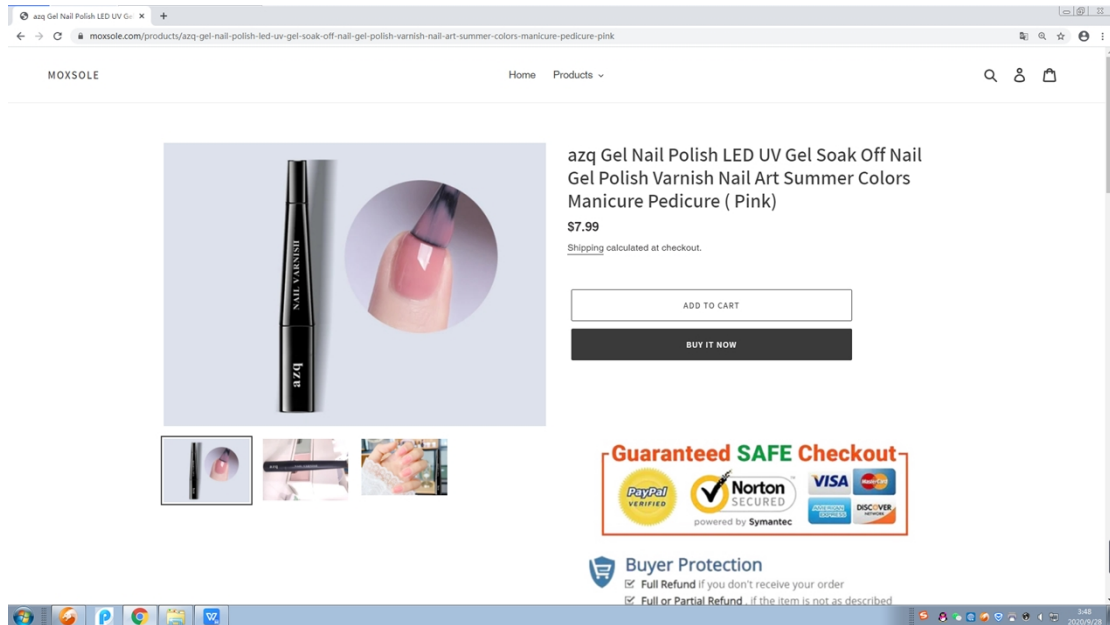 azq Gel Nail Polish LED UV Ge
moxsole.com/products/azq-gel-nail-polish-led-uv-gel-soak-off-nail-gel-polish-varnish-nail-art-summer-colors-manicure-pedicure-pink
MOXSOLE
Home Products
azq Gel Nail Polish LED UV Gel Soak Off Nail
Gel Polish Varnish Nail Art Summer Colors
Manicure Pedicure ( Pink)
$7.99
Shipping calculated at checkout.
ADD TO CART
BUY IT NOW
NAIL VARNISH
azq
Guaranteed SAFE Checkout
PayPal
VERIFIED
Norton
SECURED
powered by Symantec
VISA
MasterCard
AMERICAN
EXPRESS
DISCOVER
NETWORK
Buyer Protection
Full Refund if you don't receive your order
Full or Partial Refund , if the item is not as described
3:48
2020/9/28